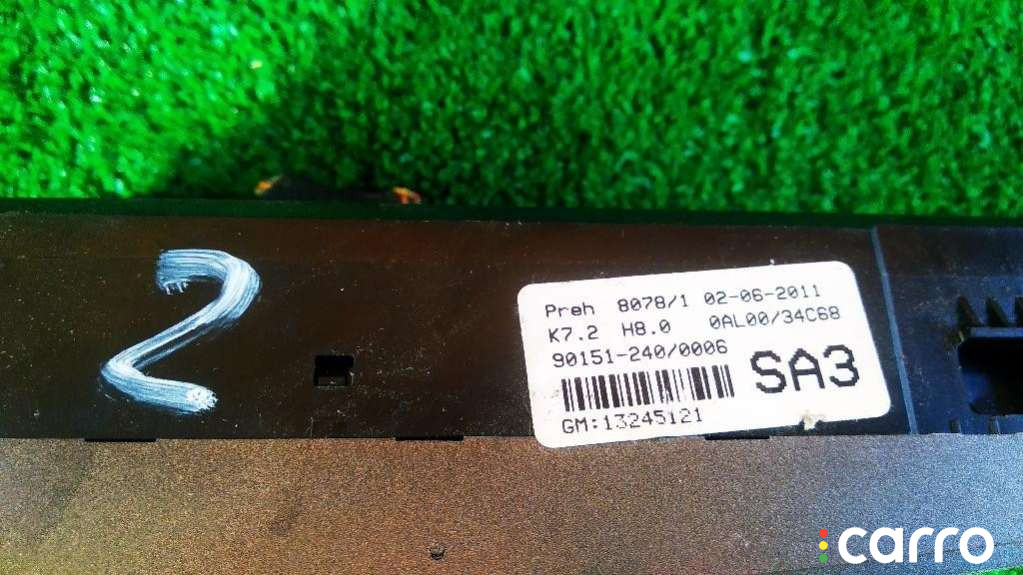 2
Preh 8078/1 02-06-2011
K7.2 H8.0 0AL00/34C68
90151-240/0006
SA3
GM:13245121
carro